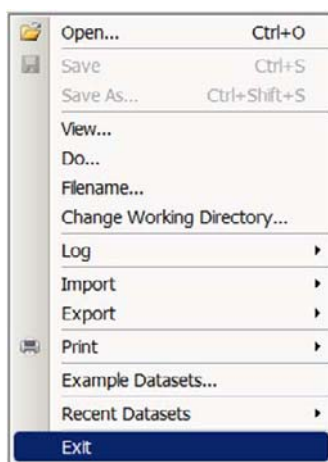 Open... Ctrl+O
Save Ctrl+S
Save As... Ctrl+Shift+S
View...
Do...
Filename...
Change Working Directory...
Log
Import
Export
Print
Example Datasets...
Recent Datasets
Exit